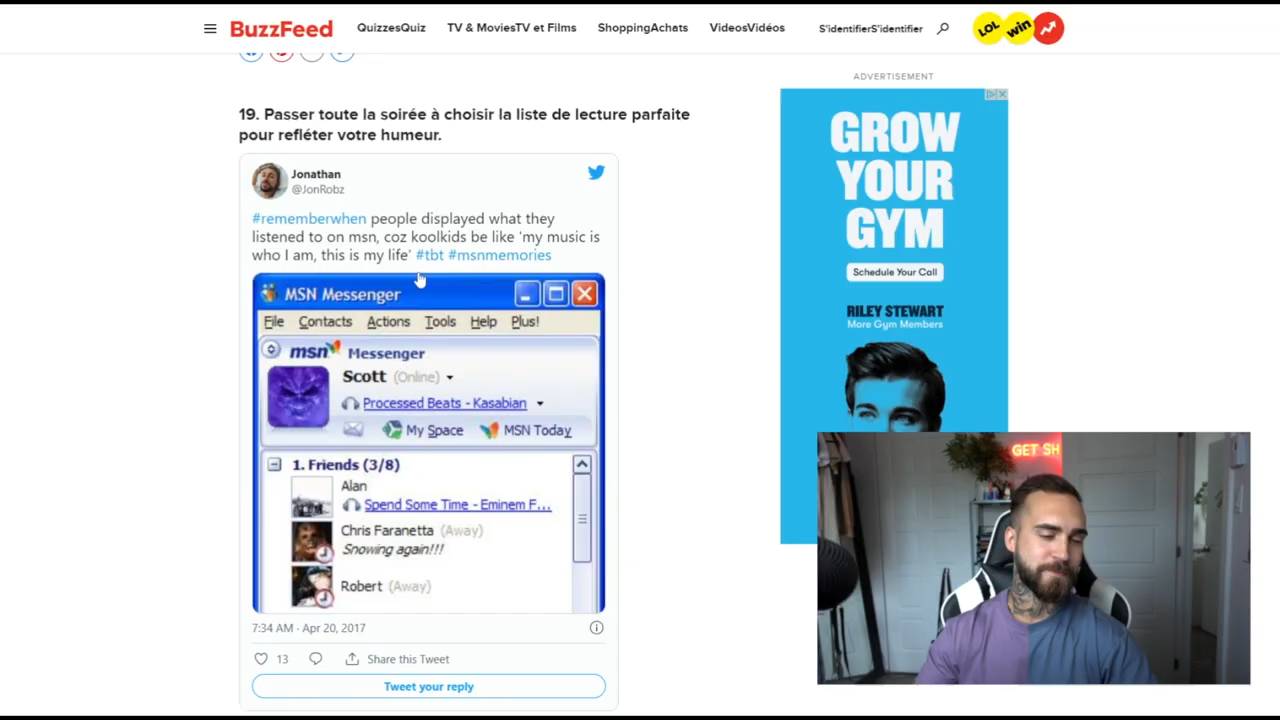 BuzzFeed
QuizzesQuiz
TV & MoviesTV et Films
ShoppingAchats
VideosVidéos
S'identifierS'identifier
LOL
win
ADVERTISEMENT
19. Passer toute la soirée à choisir la liste de lecture parfaite
pour refléter votre humeur.
Jonathan
@JonRobz
#rememberwhen people displayed what they
listened to on msn, coz koolkids be like 'my music is
who I am, this is my life' #tbt #msnmemories
MSN Messenger
File Contacts Actions Tools Help Plus!
msn Messenger
Scott (Online)
Processed Beats - Kasabian
My Space MSN Today
1. Friends (3/8)
Alan
Spend Some Time - Eminem F...
Chris Faranetta (Away)
Snowing again!!!
Robert (Away)
7:34 AM · Apr 20, 2017
13
Share this Tweet
Tweet your reply
GROW
YOUR
GYM
Schedule Your Call
RILEY STEWART
More Gym Members
GET SH